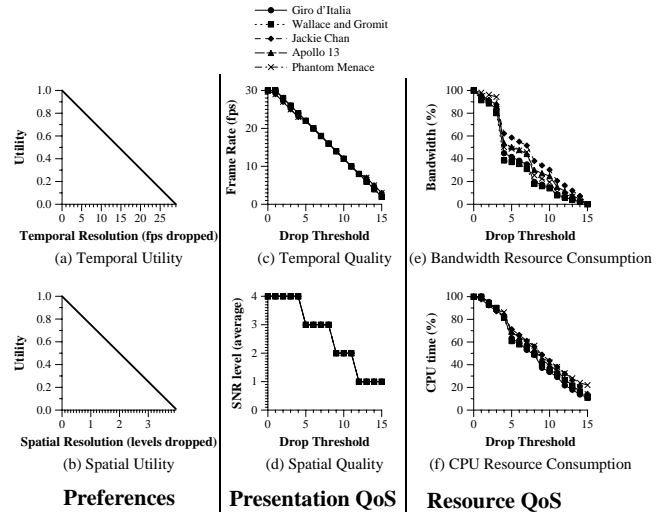 Giro d'Italia
Wallace and Gromit
Jackie Chan
Apollo 13
Phantom Menace
1.0
0.8
0.6
0.4
0.2
0.0
Utility
0 5 10 15 20 25
Temporal Resolution (fps dropped)
(a) Temporal Utility
30
20
10
0
Frame Rate (fps)
0 5 10 15
Drop Threshold
(c) Temporal Quality
100
80
60
40
20
0
Bandwidth (%)
0 5 10 15
Drop Threshold
(e) Bandwidth Resource Consumption
1.0
0.8
0.6
0.4
0.2
0.0
Utility
0 1 2 3
Spatial Resolution (levels dropped)
(b) Spatial Utility
4
3
2
1
0
SNR level (average)
0 5 10 15
Drop Threshold
(d) Spatial Quality
100
80
60
40
20
0
CPU time (%)
0 5 10 15
Drop Threshold
(f) CPU Resource Consumption
Preferences
Presentation QoS
Resource QoS